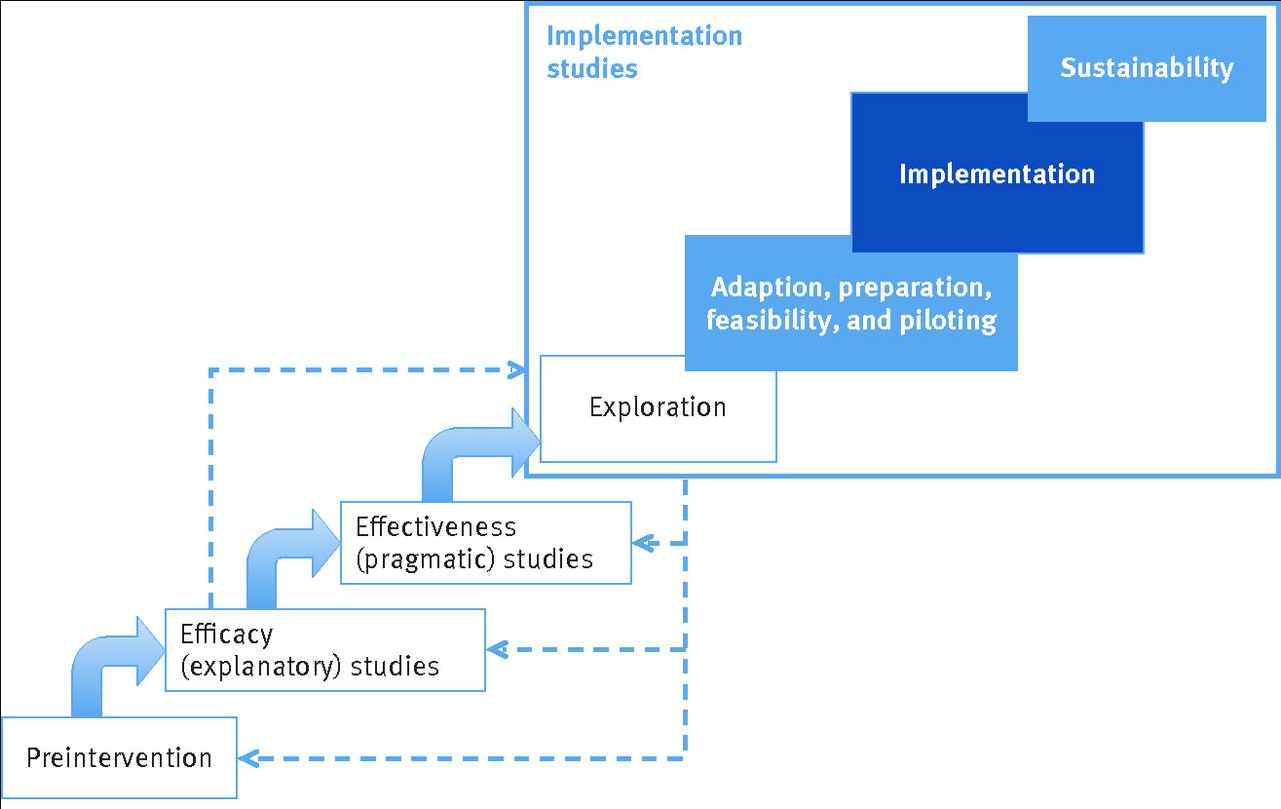 Implementation
studies
Sustainability
Implementation
Adaption, preparation,
feasibility, and piloting
Exploration
Effectiveness
(pragmatic) studies
Efficacy
(explanatory) studies
Preintervention